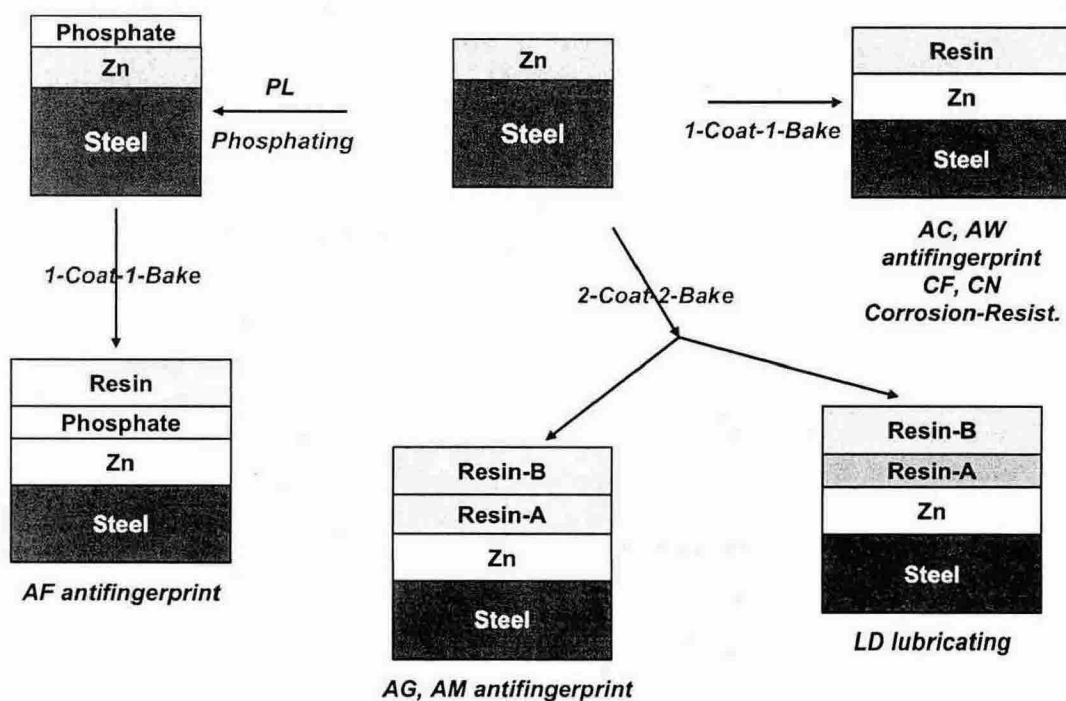 Phosphate
Zn
Steel
PL
Phosphating
Zn
Steel
1-Coat-1-Bake
Resin
Zn
Steel
AC, AW
antifingerprint
CF, CN
Corrosion-Resist.
1-Coat-1-Bake
2-Coat-2-Bake
Resin
Phosphate
Zn
Steel
AF antifingerprint
Resin-B
Resin-A
Zn
Steel
AG, AM antifingerprint
Resin-B
Resin-A
Zn
Steel
LD lubricating